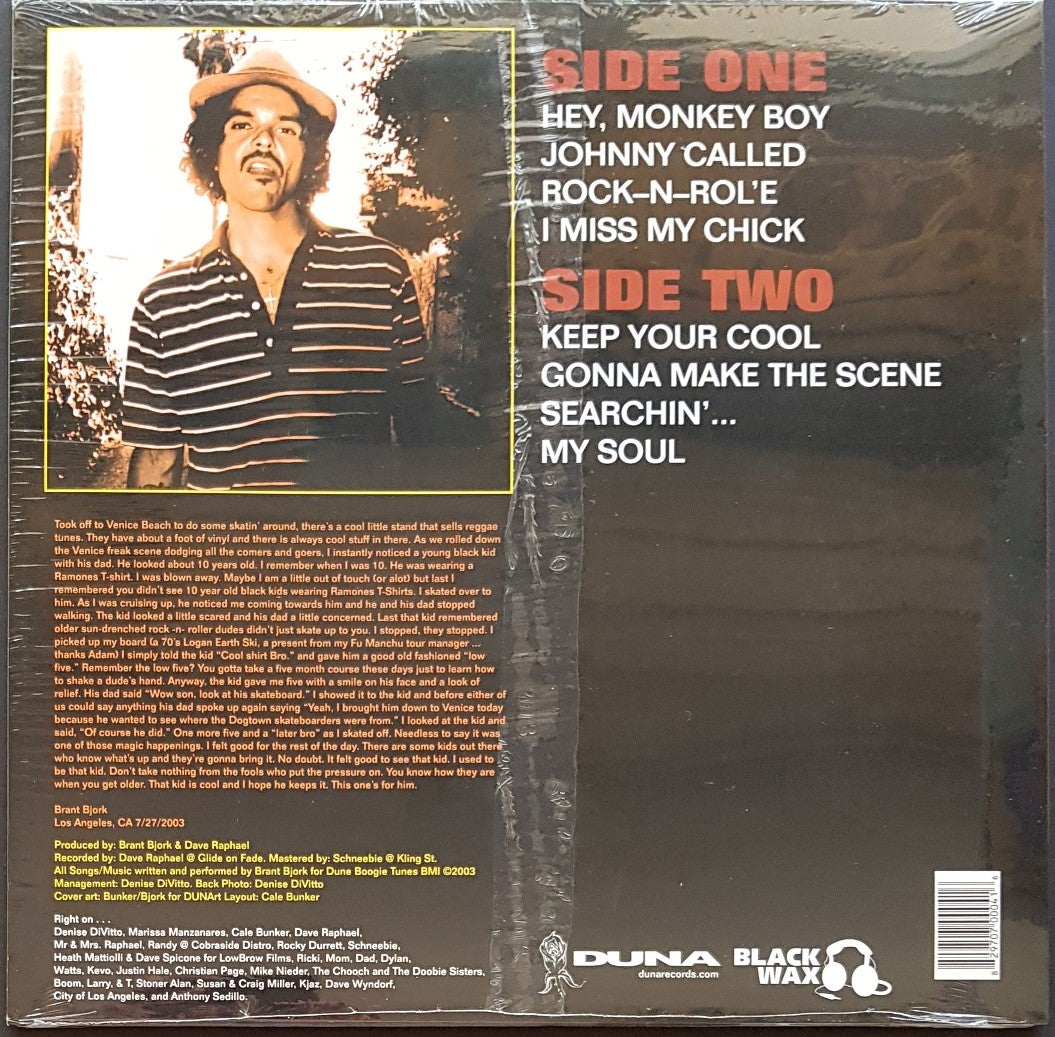 SIDE ONE
HEY, MONKEY BOY
JOHNNY CALLED
ROCK-N-ROL'E
I MISS MY CHICK
SIDE TWO
KEEP YOUR COOL
GONNA MAKE THE SCENE
SEARCHIN'...
MY SOUL
Took off to Venice Beach to do some skatin' around, there's a cool little stand that sells reggae
tunes. They have about a foot of vinyl and there is always cool stuff in there. As we rolled down
the Venice freak scene dodging all the comers and goers, I instantly noticed a young black kid
with his dad. He looked about 10 years old. I remember when I was 10. He was wearing a
Ramones T-shirt. I was blown away. Maybe I am a little out of touch (or alot) but last I
remembered you didn't see 10 year old black kids wearing Ramones T-Shirts. I skated over to
him. As I was cruising up, he noticed me coming towards him and he and his dad stopped
walking. The kid looked a little scared and his dad a little concerned. Last that kid remembered
older sun-drenched rock -n- roller dudes didn't just skate up to you. I stopped, they stopped. I
picked up my board (a 70's Logan Earth Ski, a present from my Fu Manchu tour manager ...
thanks Adam) I simply told the kid "Cool shirt Bro." and gave him a good old fashioned "low
five." Remember the low five? You gotta take a five month course these days just to learn how
to shake a dude's hand. Anyway, the kid gave me five with a smile on his face and a look of
relief. His dad said "Wow son, look at his skateboard." I showed it to the kid and before either of
us could say anything his dad spoke up again saying "Yeah, I brought him down to Venice today
because he wanted to see where the Dogtown skateboarders were from." I looked at the kid and
said, "Of course he did." One more five and a "later bro" as I skated off. Needless to say it was
one of those magic happenings. I felt good for the rest of the day. There are some kids out there
who know what's up and they're gonna bring it. No doubt. It felt good to see that kid. I used to
be that kid. Don't take nothing from the fools who put the pressure on. You know how they are
when you get older. That kid is cool and I hope he keeps it. This one's for him.
Brant Bjork
Los Angeles, CA 7/27/2003
Produced by: Brant Bjork & Dave Raphael
Recorded by: Dave Raphael @ Glide on Fade. Mastered by: Schneebie @ Kling St.
All Songs/Music written and performed by Brant Bjork for Dune Boogie Tunes BMI ©2003
Management: Denise DiVitto. Back Photo: Denise DiVitto
Cover art: Bunker/Bjork for DUNArt Layout: Cale Bunker
Right on . . .
Denise DiVitto, Marissa Manzanares, Cale Bunker, Dave Raphael,
Mr & Mrs. Raphael, Randy @ Cobraside Distro, Rocky Durrett, Schneebie,
Heath Mattiolli & Dave Spicone for LowBrow Films, Ricki, Mom, Dad, Dylan,
Watts, Kevo, Justin Hale, Christian Page, Mike Nieder, The Chooch and The Doobie Sisters,
Boom, Larry, & T, Stoner Alan, Susan & Craig Miller, Kjaz, Dave Wyndorf,
City of Los Angeles, and Anthony Sedillo.
DUNA
dunarecords.com
BLACK
WAX
8 29707 00041 6